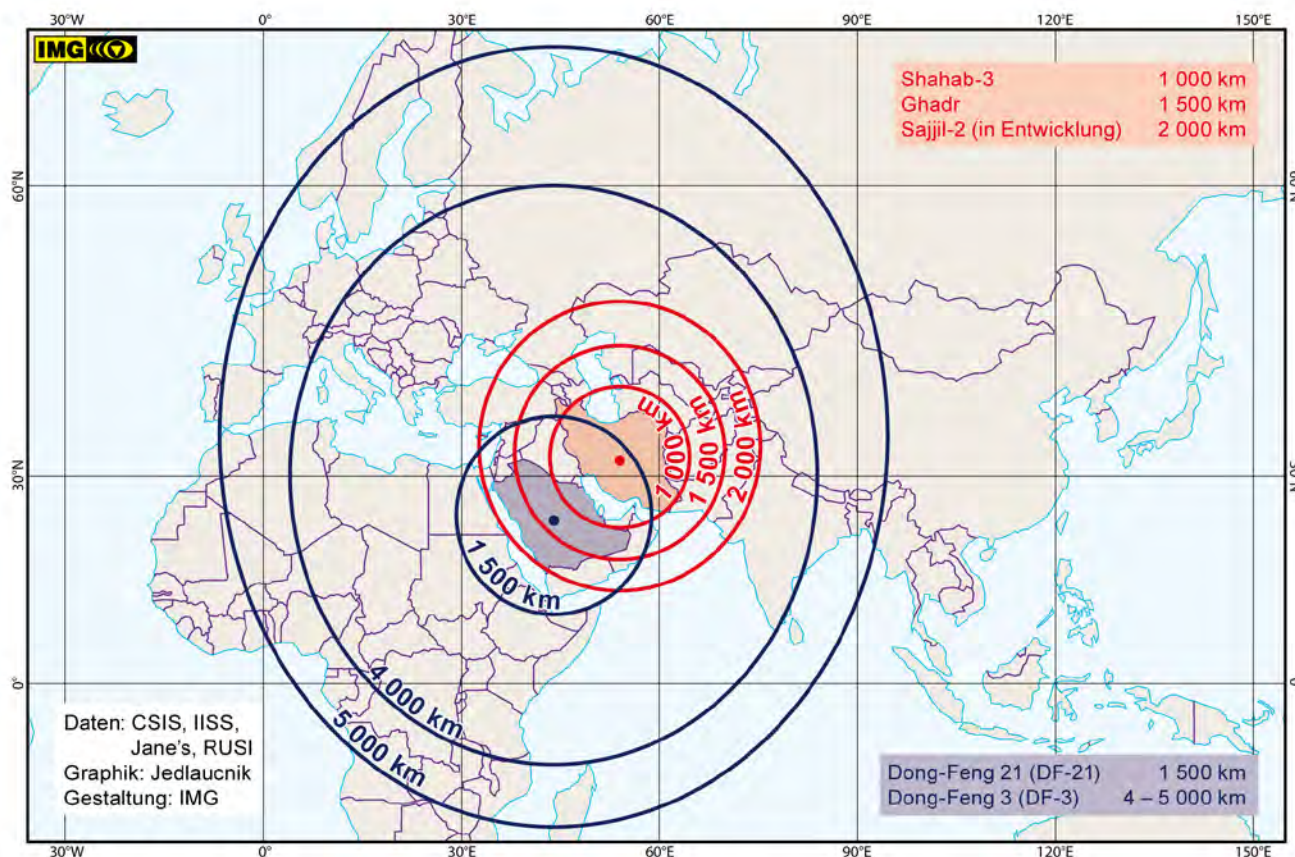 30°W 0° 30°E 60°E 90°E 120°E 150°E
IMG
Shahab-3 1 000 km
Ghadr 1 500 km
Sajjil-2 (in Entwicklung) 2 000 km
60°N 60°N
1 000 km
1 500 km
2 000 km
30°N 30°N
1 500 km
4 000 km
5 000 km
0° 0°
Daten: CSIS, IISS,
Jane's, RUSI
Graphik: Jedlaucnik
Gestaltung: IMG
Dong-Feng 21 (DF-21) 1 500 km
Dong-Feng 3 (DF-3) 4 – 5 000 km
30°W 0° 30°E 60°E 90°E 120°E 150°E